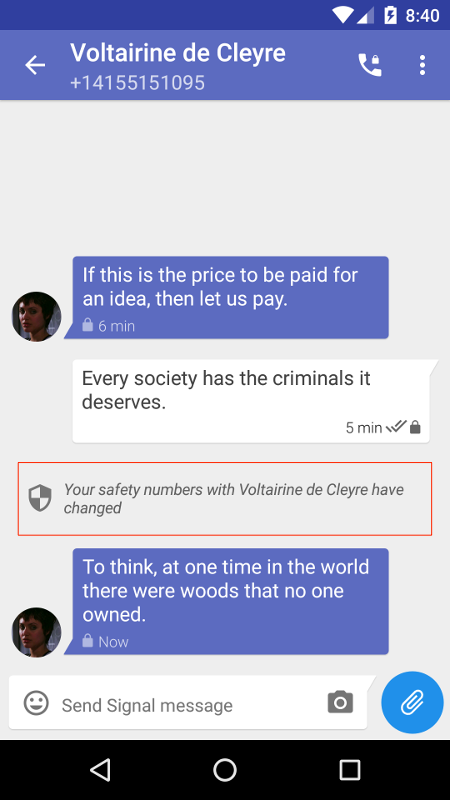 8:40
Voltairine de Cleyre
+14155151095
If this is the price to be paid for
an idea, then let us pay.
6 min
Every society has the criminals it
deserves.
5 min
Your safety numbers with Voltairine de Cleyre have
changed
To think, at one time in the world
there were woods that no one
owned.
Now
Send Signal message